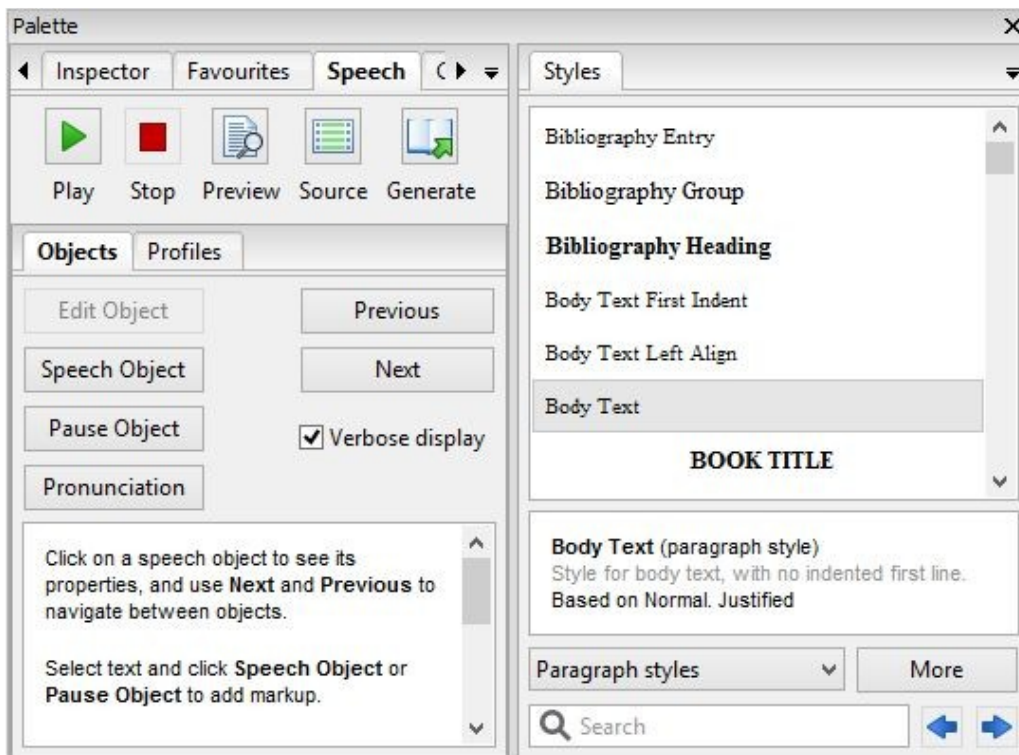 Palette
Inspector Favourites Speech
Play Stop Preview Source Generate
Objects Profiles
Edit Object Previous
Speech Object Next
Pause Object Verbose display
Pronunciation
Click on a speech object to see its
properties, and use Next and Previous to
navigate between objects.
Select text and click Speech Object or
Pause Object to add markup.
Styles
Bibliography Entry
Bibliography Group
Bibliography Heading
Body Text First Indent
Body Text Left Align
Body Text
BOOK TITLE
Body Text (paragraph style)
Style for body text, with no indented first line.
Based on Normal. Justified
Paragraph styles More
Search